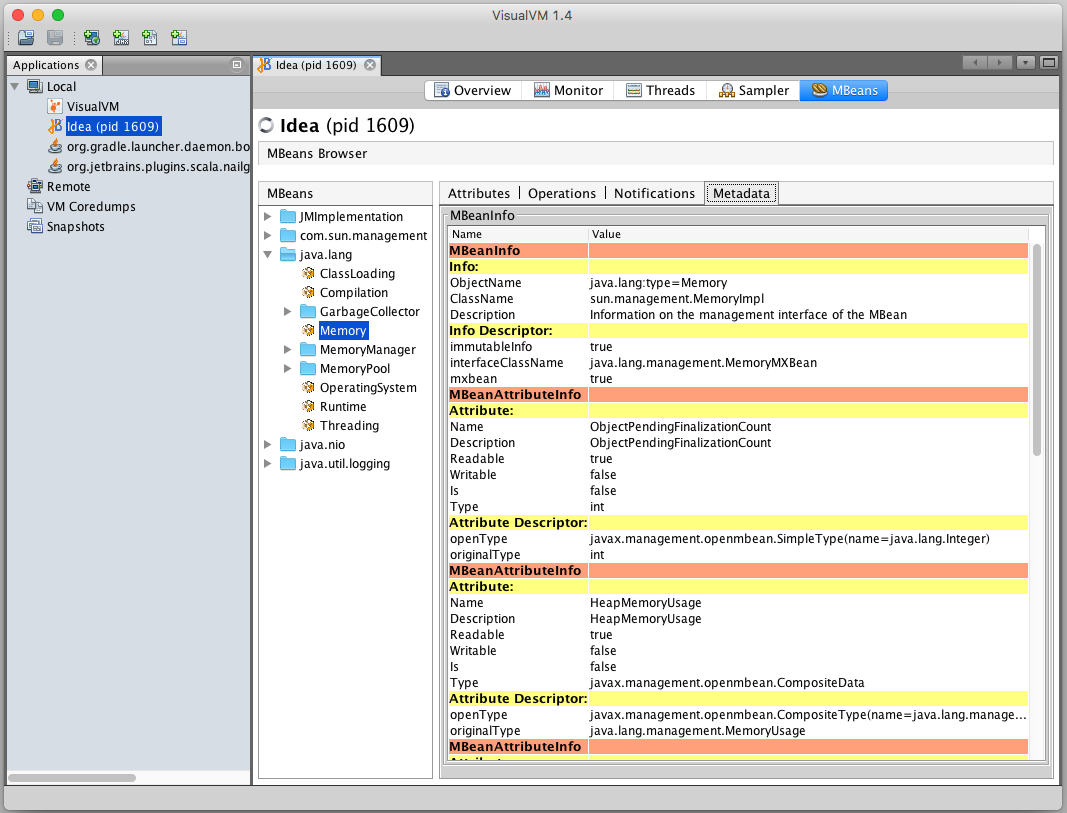 VisualVM 1.4
Applications
Local
VisualVM
Idea (pid 1609)
org.gradle.launcher.daemon.bo
org.jetbrains.plugins.scala.nailg
Remote
VM Coredumps
Snapshots
Idea (pid 1609)
Overview Monitor Threads Sampler MBeans
Idea (pid 1609)
MBeans Browser
MBeans
JMImplementation
com.sun.management
java.lang
ClassLoading
Compilation
GarbageCollector
Memory
MemoryManager
MemoryPool
OperatingSystem
Runtime
Threading
java.nio
java.util.logging
Attributes Operations Notifications Metadata
MBeanInfo
Name Value
MBeanInfo
Info:
ObjectName java.lang:type=Memory
ClassName sun.management.MemoryImpl
Description Information on the management interface of the MBean
Info Descriptor:
immutableInfo true
interfaceClassName java.lang.management.MemoryMXBean
mxbean true
MBeanAttributeInfo
Attribute:
Name ObjectPendingFinalizationCount
Description ObjectPendingFinalizationCount
Readable true
Writable false
Is false
Type int
Attribute Descriptor:
openType javax.management.openmbean.SimpleType(name=java.lang.Integer)
originalType int
MBeanAttributeInfo
Attribute:
Name HeapMemoryUsage
Description HeapMemoryUsage
Readable true
Writable false
Is false
Type javax.management.openmbean.CompositeData
Attribute Descriptor:
openType javax.management.openmbean.CompositeType(name=java.lang.manage...
originalType java.lang.management.MemoryUsage
MBeanAttributeInfo